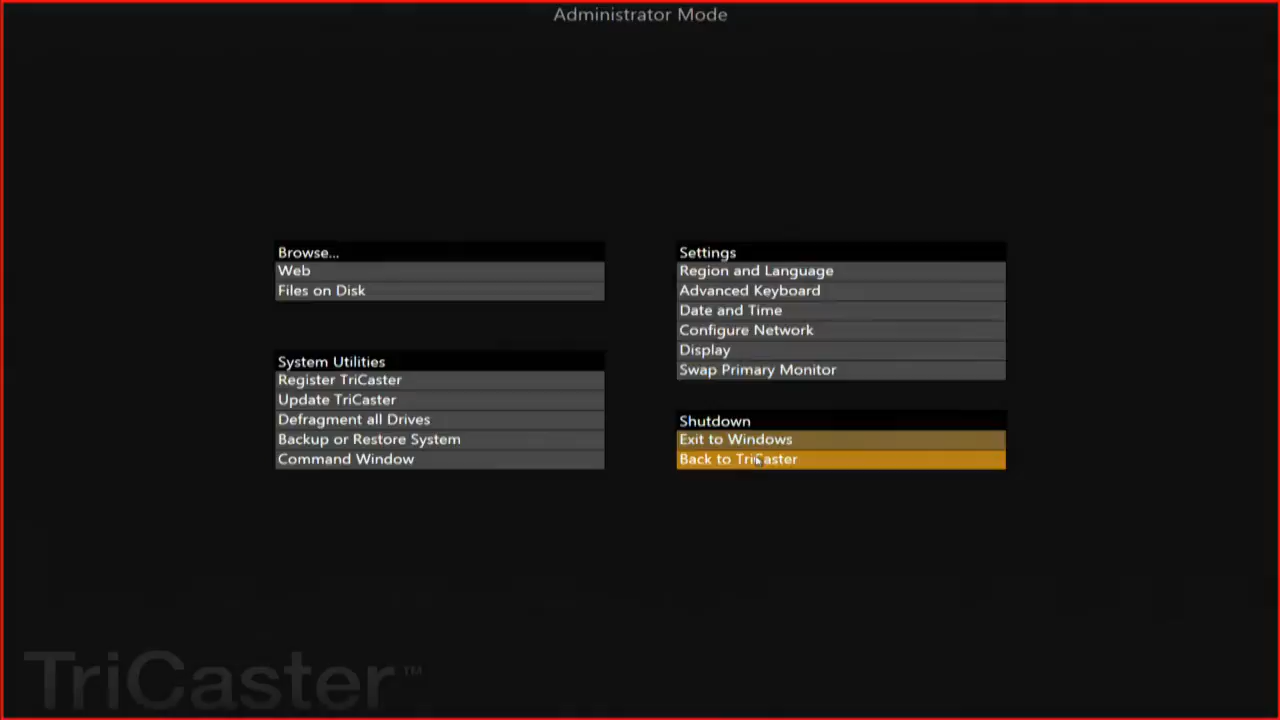 Administrator Mode
Browse...
Web
Files on Disk
System Utilities
Register TriCaster
Update TriCaster
Defragment all Drives
Backup or Restore System
Command Window
Settings
Region and Language
Advanced Keyboard
Date and Time
Configure Network
Display
Swap Primary Monitor
Shutdown
Exit to Windows
Back to TriCaster
TriCaster™